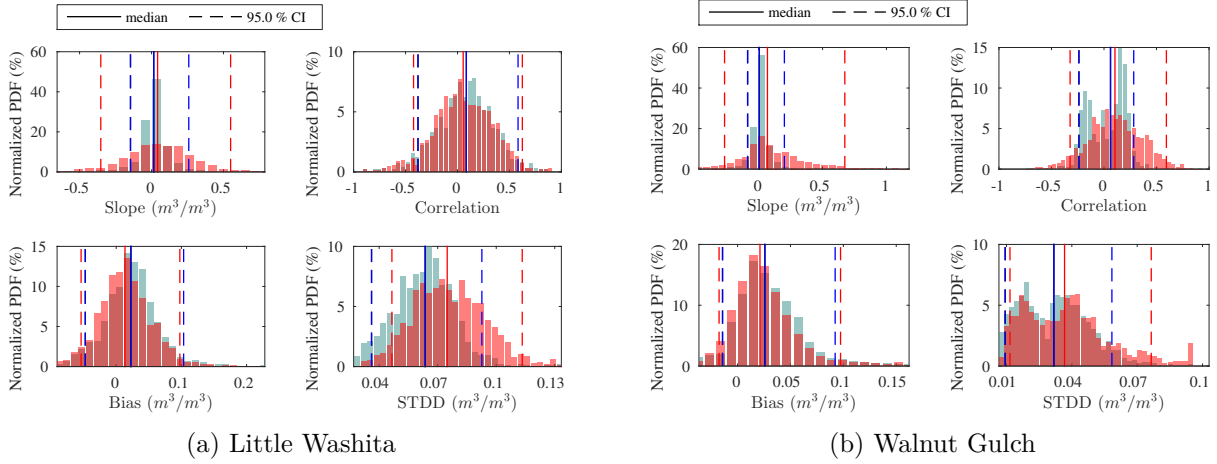 median 95.0 % CI
Normalized PDF (%)
60
40
20
0
-0.5 0 0.5
Slope (m³/m³)
Normalized PDF (%)
10
5
0
-1 -0.5 0 0.5 1
Correlation
Normalized PDF (%)
15
10
5
0
0 0.1 0.2
Bias (m³/m³)
Normalized PDF (%)
10
5
0
0.04 0.07 0.1 0.13
STDD (m³/m³)
(a) Little Washita
median 95.0 % CI
Normalized PDF (%)
60
40
20
0
0 0.5 1
Slope (m³/m³)
Normalized PDF (%)
15
10
5
0
-1 -0.5 0 0.5 1
Correlation
Normalized PDF (%)
20
10
0
0 0.05 0.1 0.15
Bias (m³/m³)
Normalized PDF (%)
10
5
0
0.01 0.04 0.07 0.1
STDD (m³/m³)
(b) Walnut Gulch